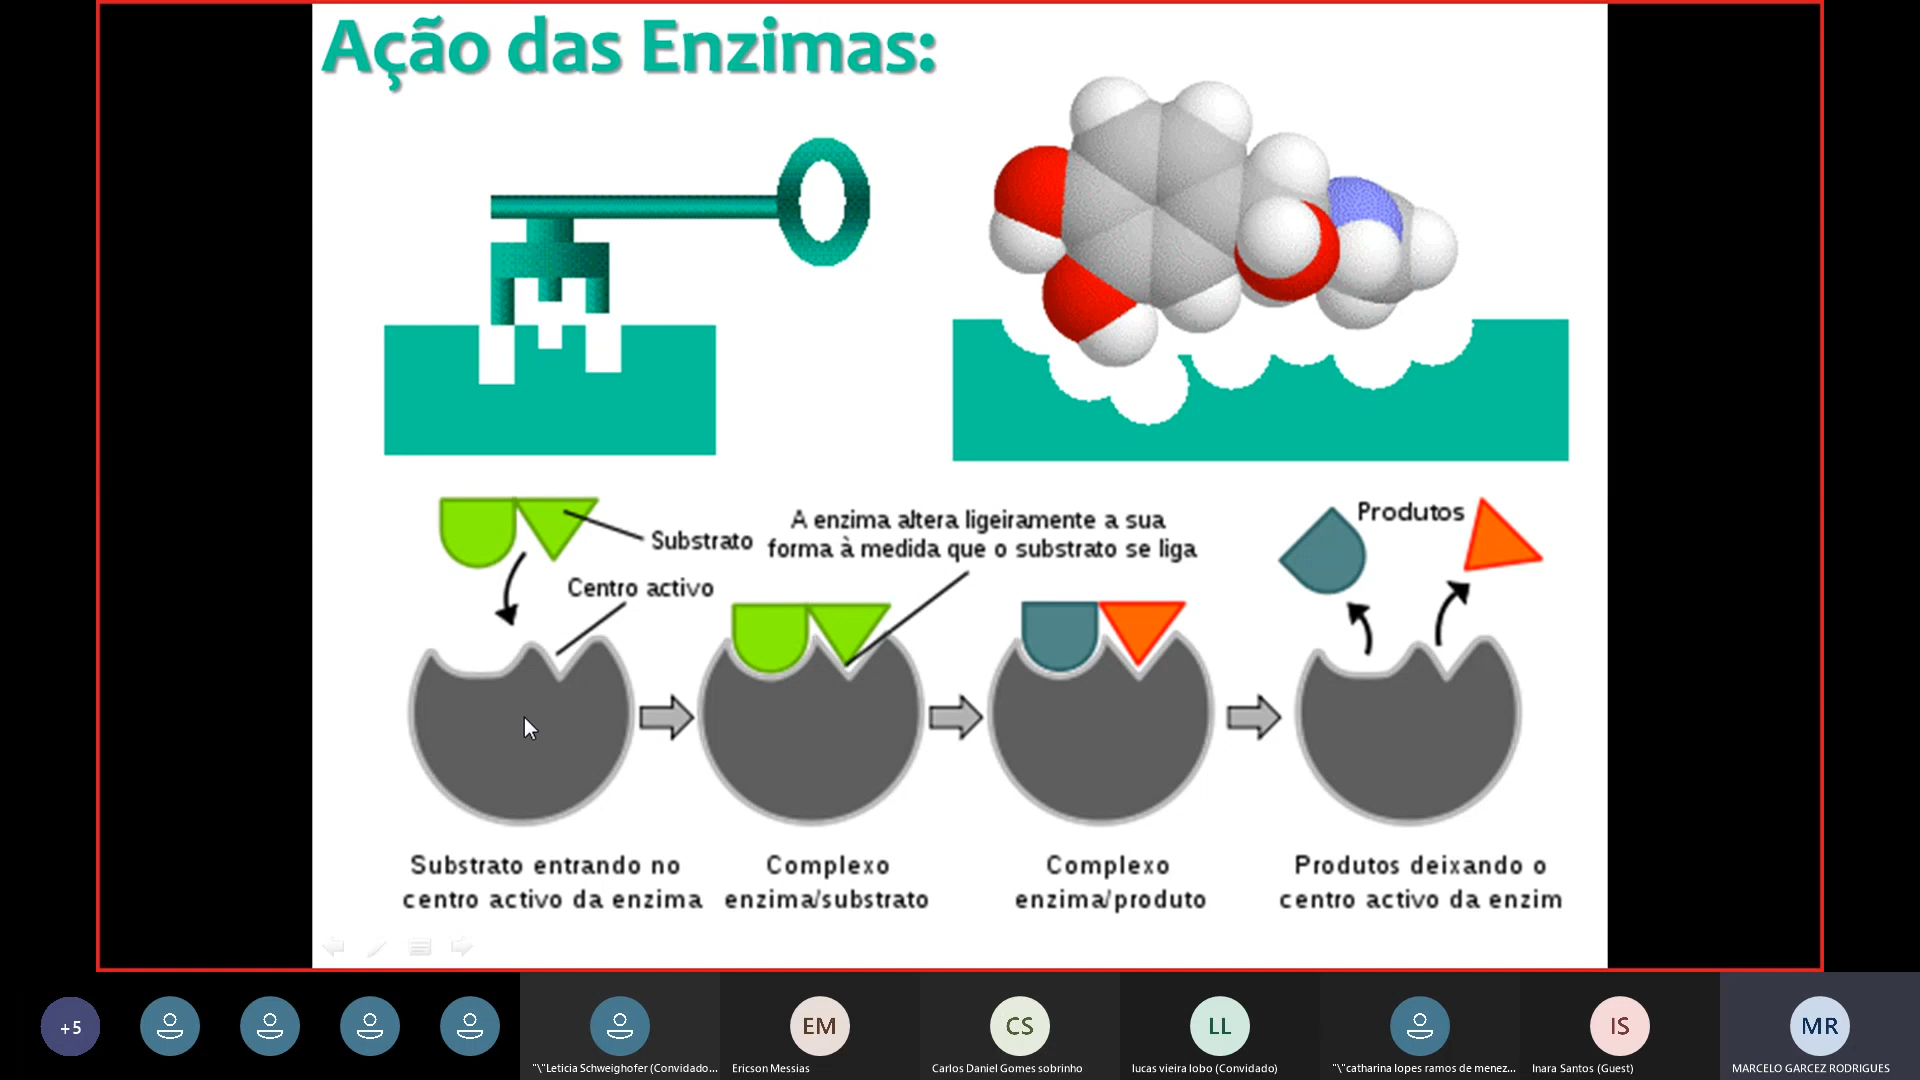 Ação das Enzimas:
Substrato
A enzima altera ligeiramente a sua
forma à medida que o substrato se liga
Produtos
Centro activo
Substrato entrando no
centro activo da enzima
Complexo
enzima/substrato
Complexo
enzima/produto
Produtos deixando o
centro activo da enzim
+5
EM
CS
LL
IS
MR
"\"Leticia Schweighofer (Convidado...
Ericson Messias
Carlos Daniel Gomes sobrinho
lucas vieira lobo (Convidado)
"\"catharina lopes ramos de menez...
Inara Santos (Guest)
MARCELO GARCEZ RODRIGUES